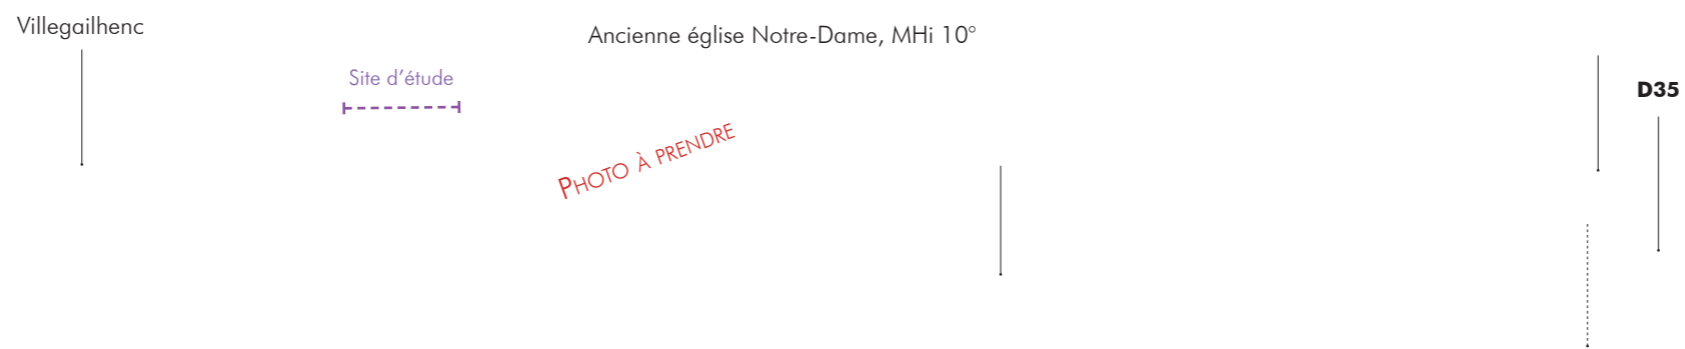 Villegailhenc
Ancienne église Notre-Dame, MHi 10°
Site d’étude
D35
Photo à prendre